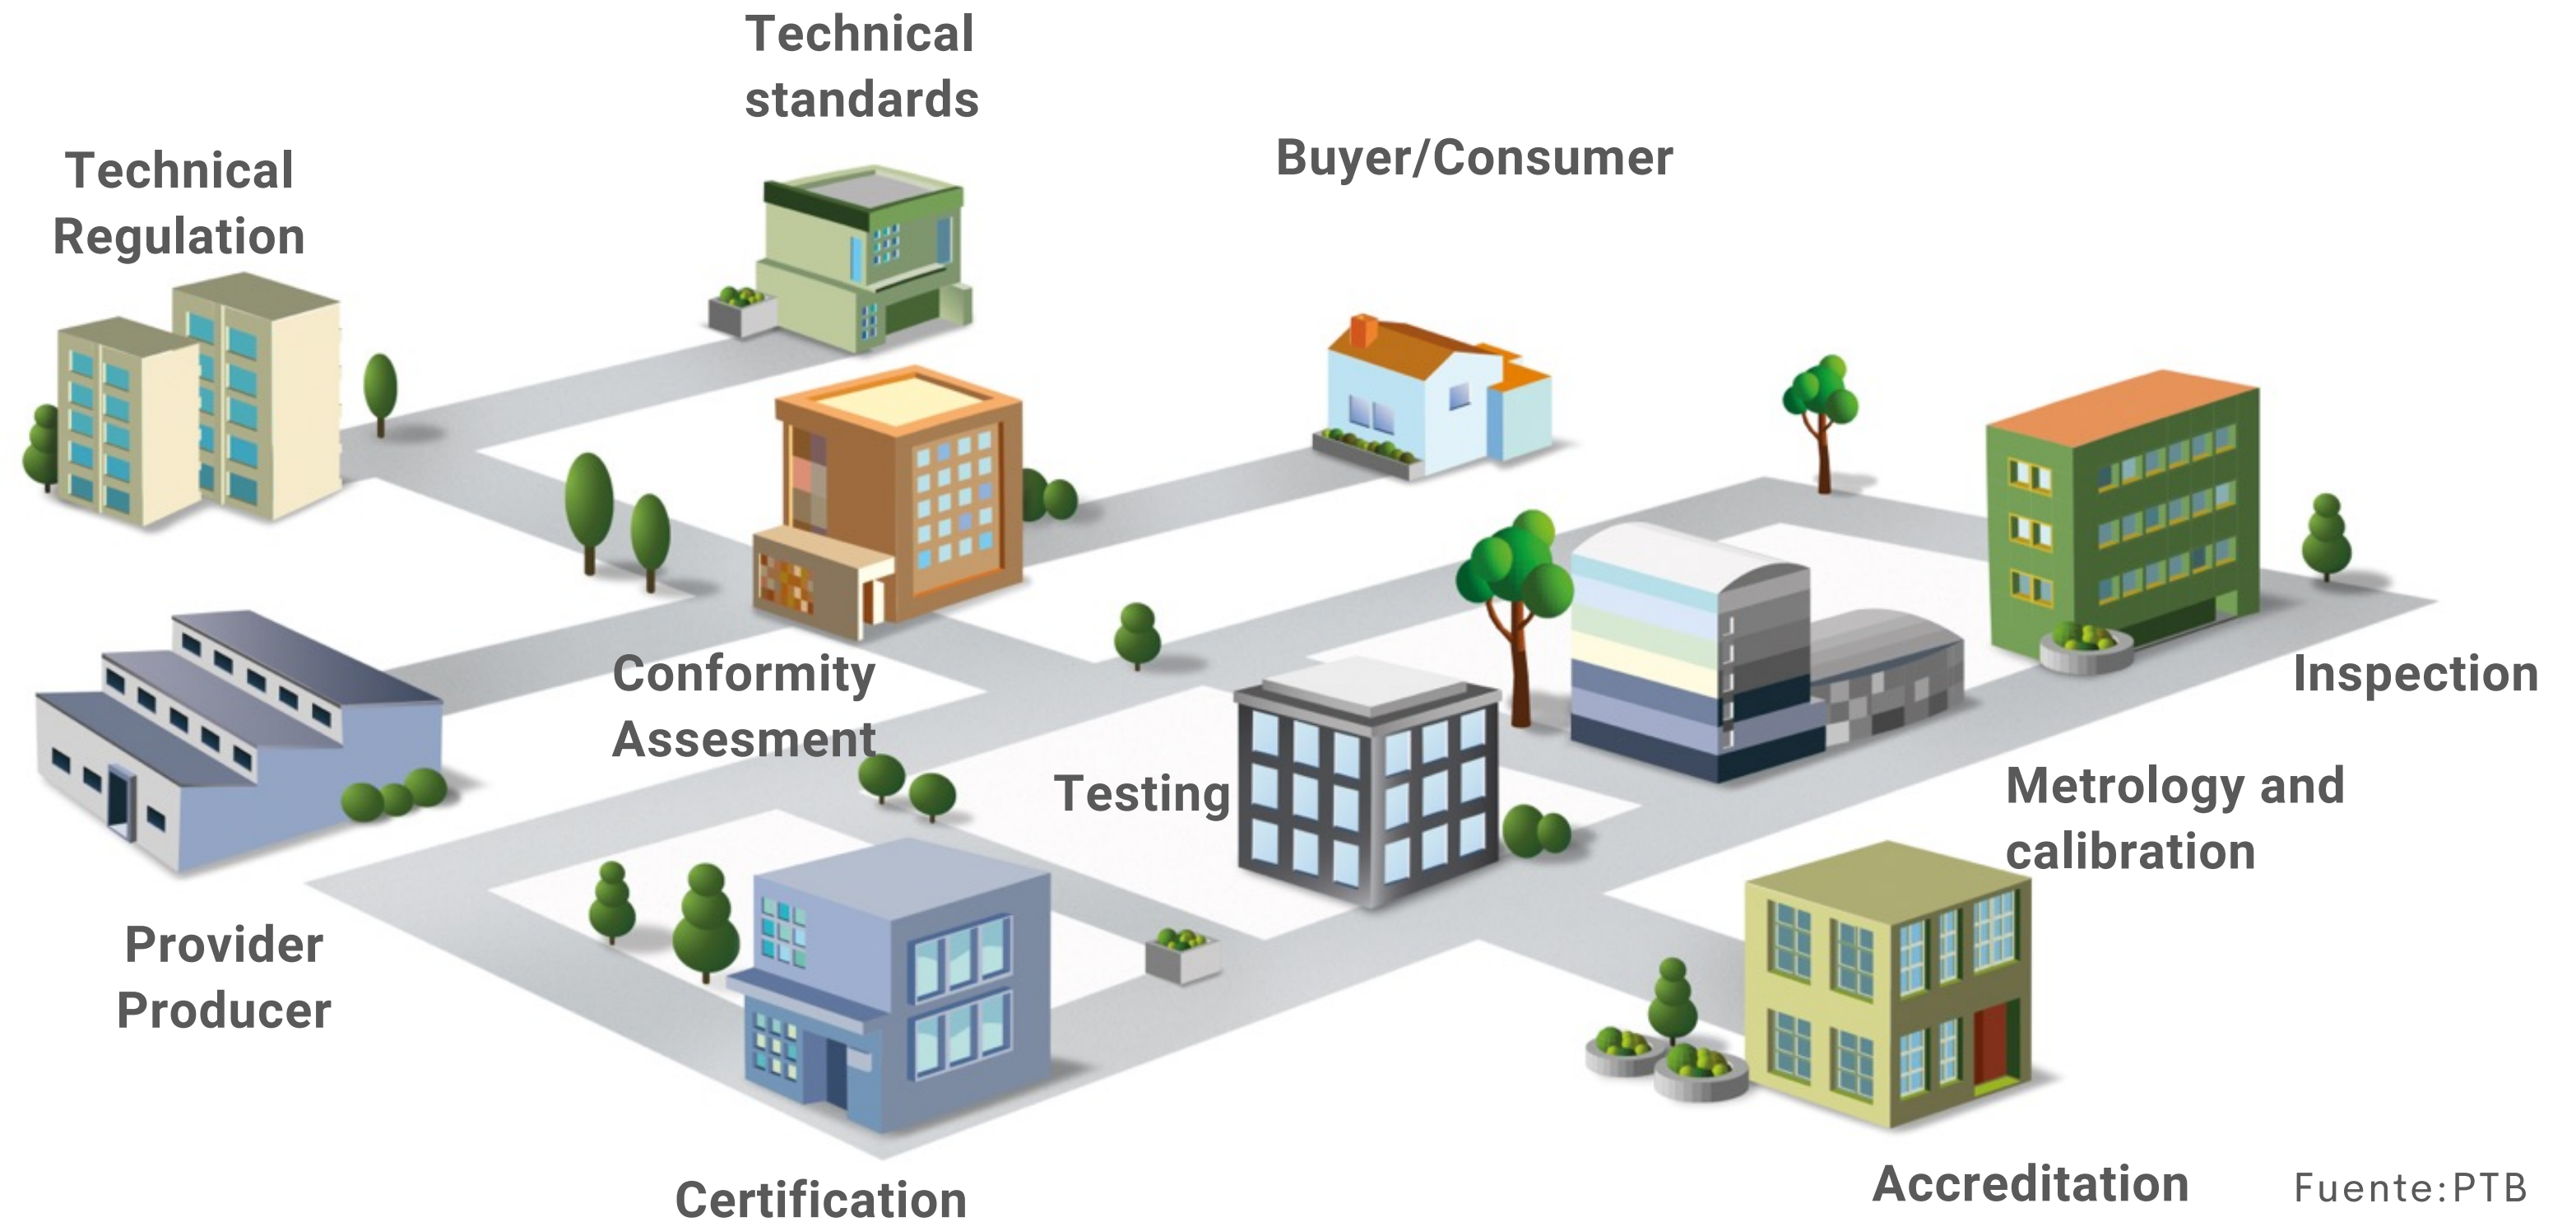 Technical
standards
Buyer/Consumer
Technical
Regulation
Conformity
Assesment
Inspection
Testing
Metrology and
calibration
Provider
Producer
Certification
Accreditation
Fuente:PTB